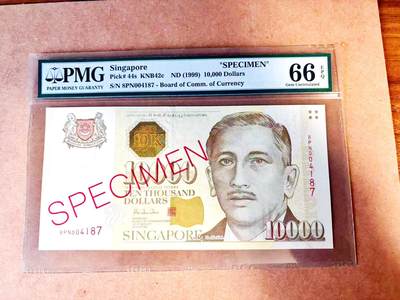 PMG
PAPER MONEY GUARANTY
Singapore "SPECIMEN"
Pick# 44s KNB42c ND (1999) 10,000 Dollars
S/N 8PN004187 - Board of Comm. of Currency
66 EPQ
Gem Uncirculated
10K
10000
TEN THOUSAND
DOLLARS
SPECIMEN
8PN004187
8PN004187
SINGAPORE
10000